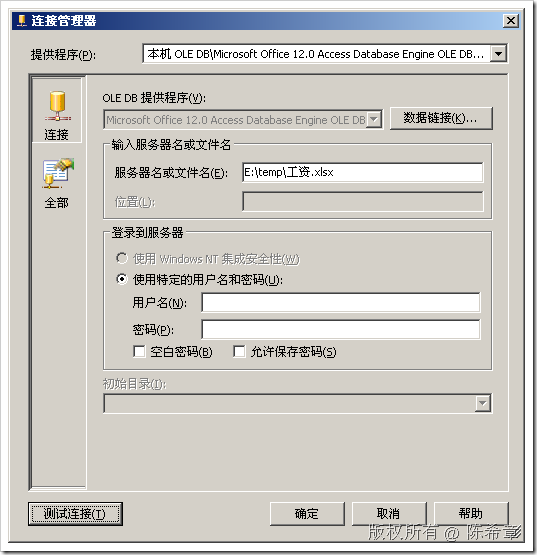 连接管理器
提供程序(P):
本机 OLE DB\Microsoft Office 12.0 Access Database Engine OLE DB...
连接
全部
OLE DB 提供程序(V):
Microsoft Office 12.0 Access Database Engine OLE DB
数据链接(K)...
输入服务器名或文件名
服务器名或文件名(E):
E:\temp\工资.xlsx
位置(L):
登录到服务器
使用 Windows NT 集成安全性(W)
使用特定的用户名和密码(U):
用户名(N):
密码(P):
空白密码(B)
允许保存密码(S)
初始目录(I):
测试连接(T)
确定
取消
帮助
版权所有 @ 陈希章